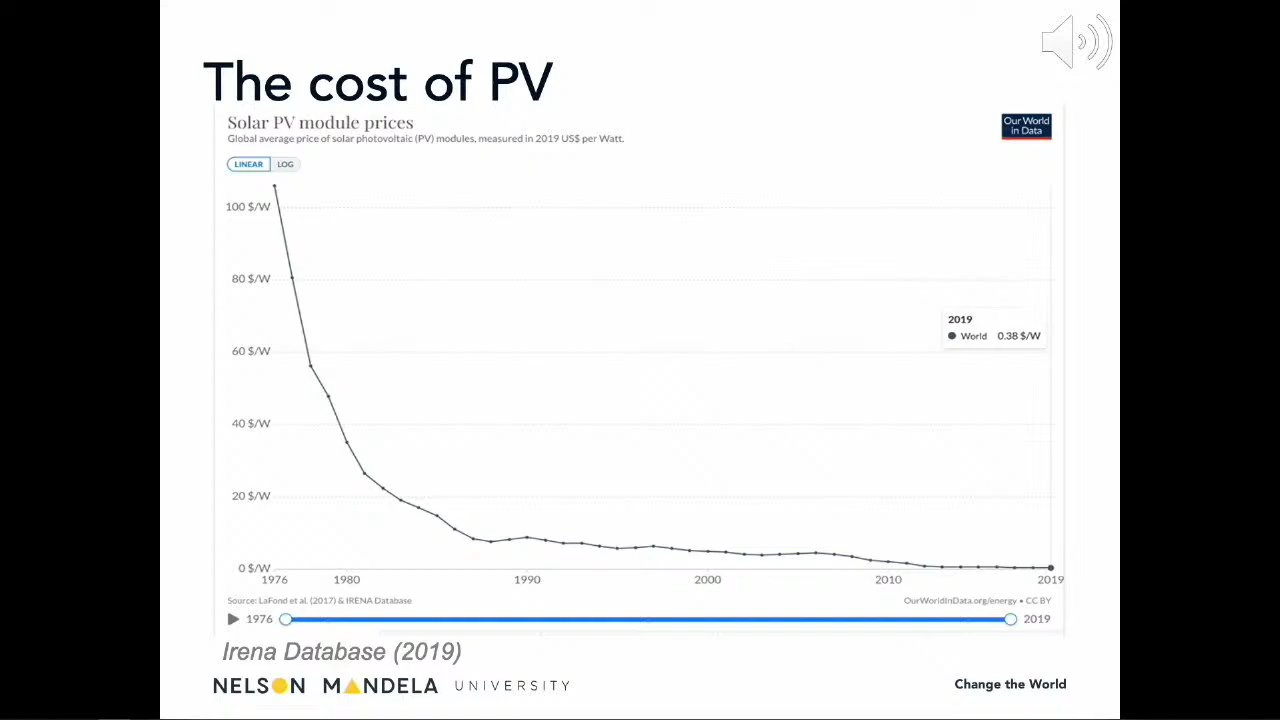 The cost of PV
Solar PV module prices
Global average price of solar photovoltaic (PV) modules, measured in 2019 US$ per Watt.
Our World
in Data
LINEAR LOG
100 $/W
80 $/W
2019
World 0.38 $/W
60 $/W
40 $/W
20 $/W
0 $/W
1976 1980 1990 2000 2010 2019
Source: LaFond et al. (2017) & IRENA Database OurWorldInData.org/energy • CC BY
1976 2019
Irena Database (2019)
NELSON MANDELA UNIVERSITY Change the World